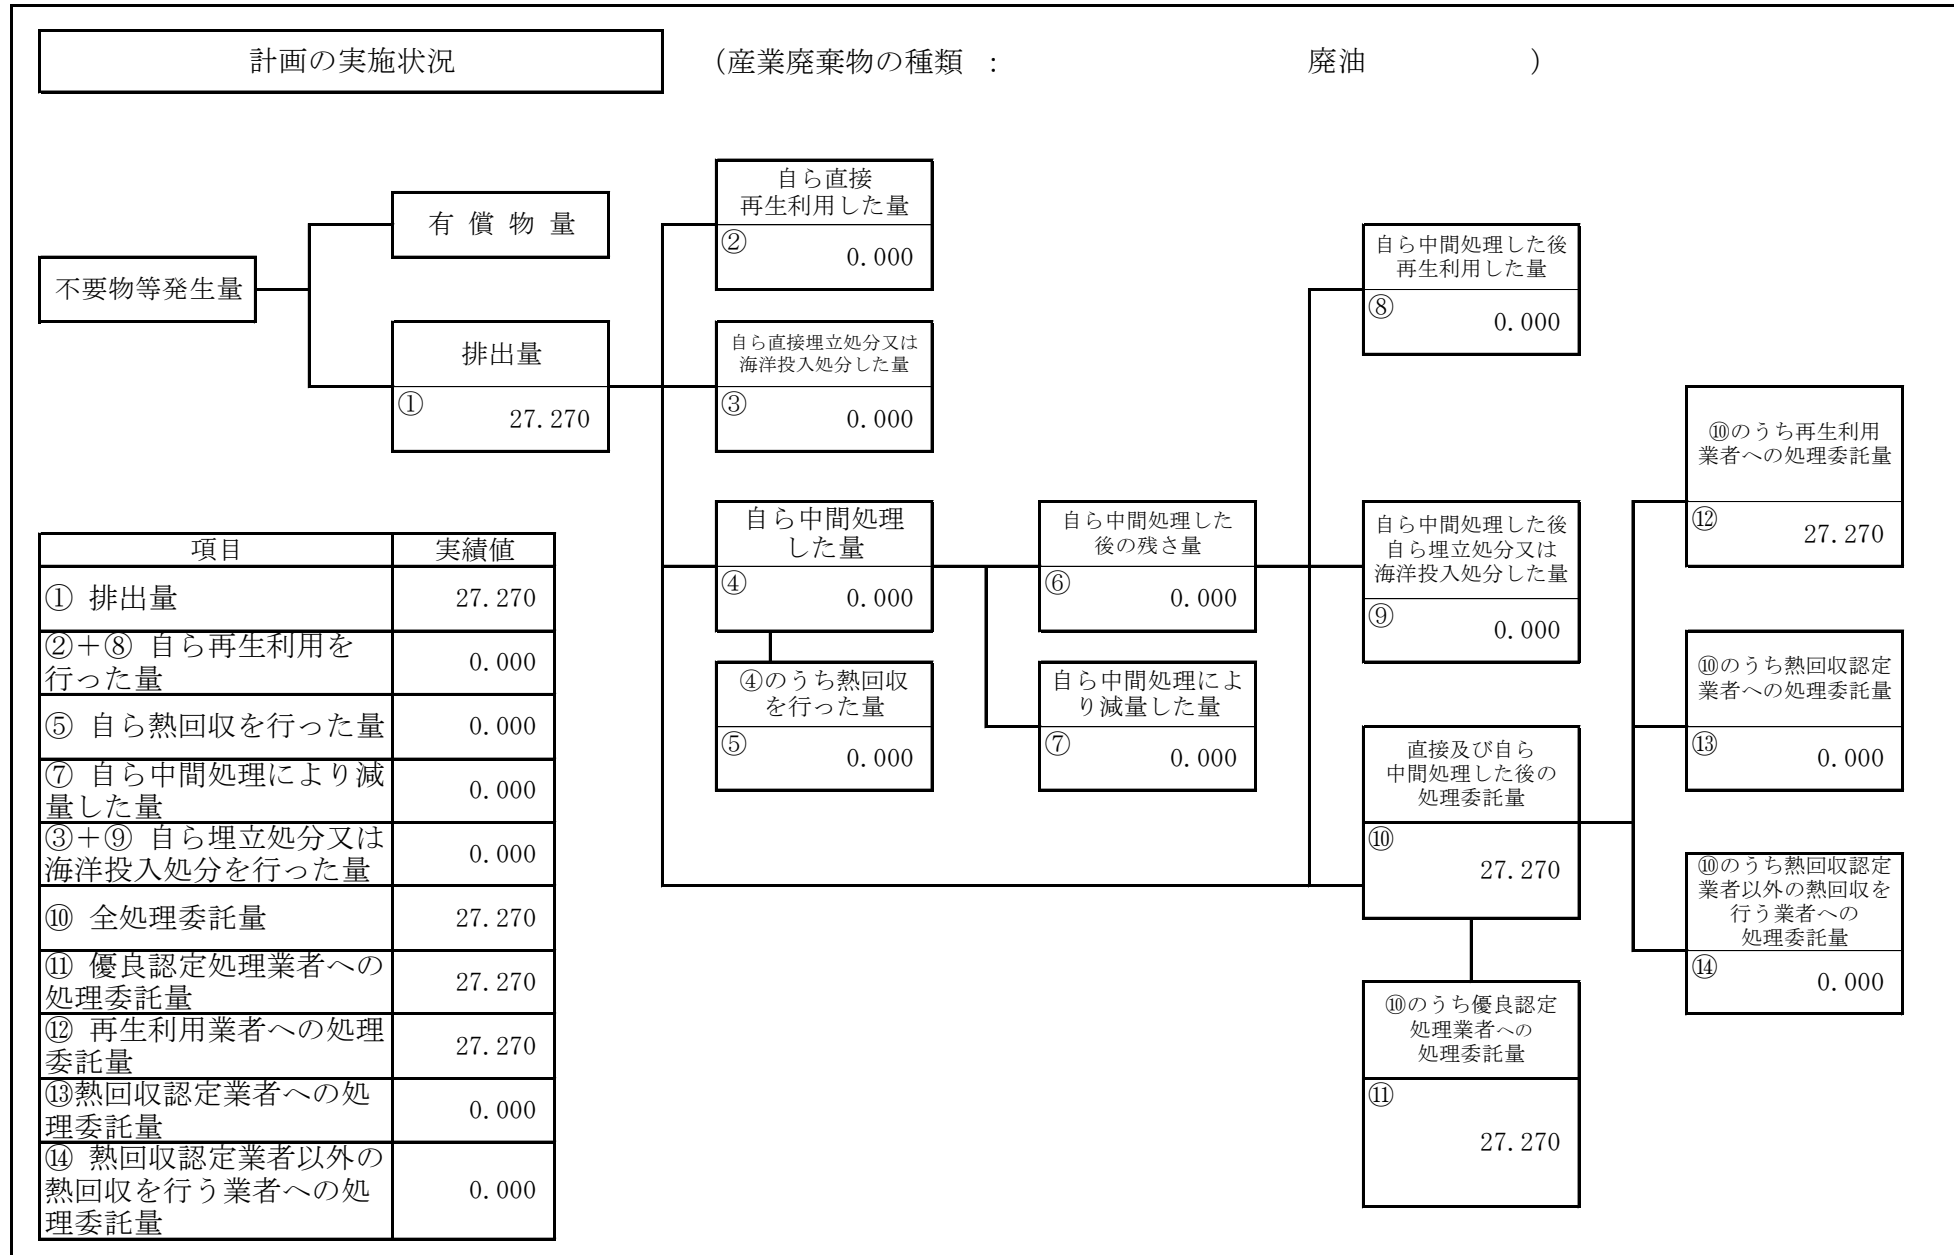 計画の実施状況
（産業廃棄物の種類 ： 廃油 ）
不要物等発生量
有 償 物 量
排出量
① 27.270
自ら直接
再生利用した量
② 0.000
自ら直接埋立処分又は
海洋投入処分した量
③ 0.000
自ら中間処理
した量
④ 0.000
④のうち熱回収
を行った量
⑤ 0.000
自ら中間処理した
後の残さ量
⑥ 0.000
自ら中間処理によ
り減量した量
⑦ 0.000
自ら中間処理した後
再生利用した量
⑧ 0.000
自ら中間処理した後
自ら埋立処分又は
海洋投入処分した量
⑨ 0.000
直接及び自ら
中間処理した後の
処理委託量
⑩
27.270
⑩のうち優良認定
処理業者への
処理委託量
⑪
27.270
⑩のうち再生利用
業者への処理委託量
⑫ 27.270
⑩のうち熱回収認定
業者への処理委託量
⑬ 0.000
⑩のうち熱回収認定
業者以外の熱回収を
行う業者への
処理委託量
⑭ 0.000
項目 実績値
① 排出量 27.270
②＋⑧ 自ら再生利用を
行った量 0.000
⑤ 自ら熱回収を行った量 0.000
⑦ 自ら中間処理により減
量した量 0.000
③＋⑨ 自ら埋立処分又は
海洋投入処分を行った量 0.000
⑩ 全処理委託量 27.270
⑪ 優良認定処理業者への
処理委託量 27.270
⑫ 再生利用業者への処理
委託量 27.270
⑬熱回収認定業者への処
理委託量 0.000
⑭ 熱回収認定業者以外の
熱回収を行う業者への処
理委託量 0.000